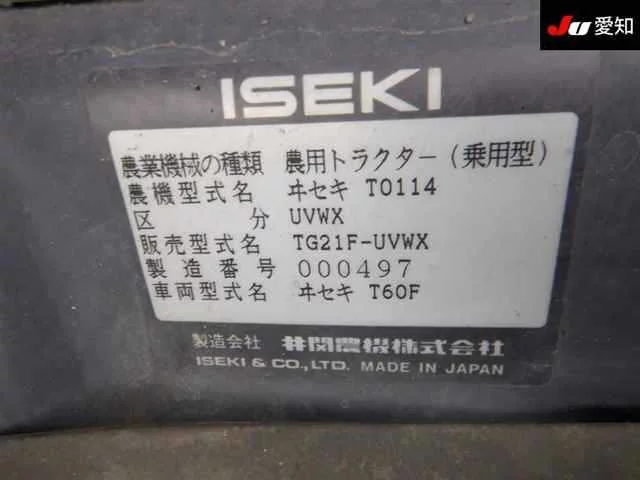 JU 愛知
ISEKI
農業機械の種類 農用トラクター(乗用型)
農機型式名 ヰセキ T0114
区分 UVWX
販売型式名 TG21F-UVWX
製造番号 000497
車両型式名 ヰセキ T60F
製造会社 井関農機株式会社
ISEKI & CO., LTD. MADE IN JAPAN